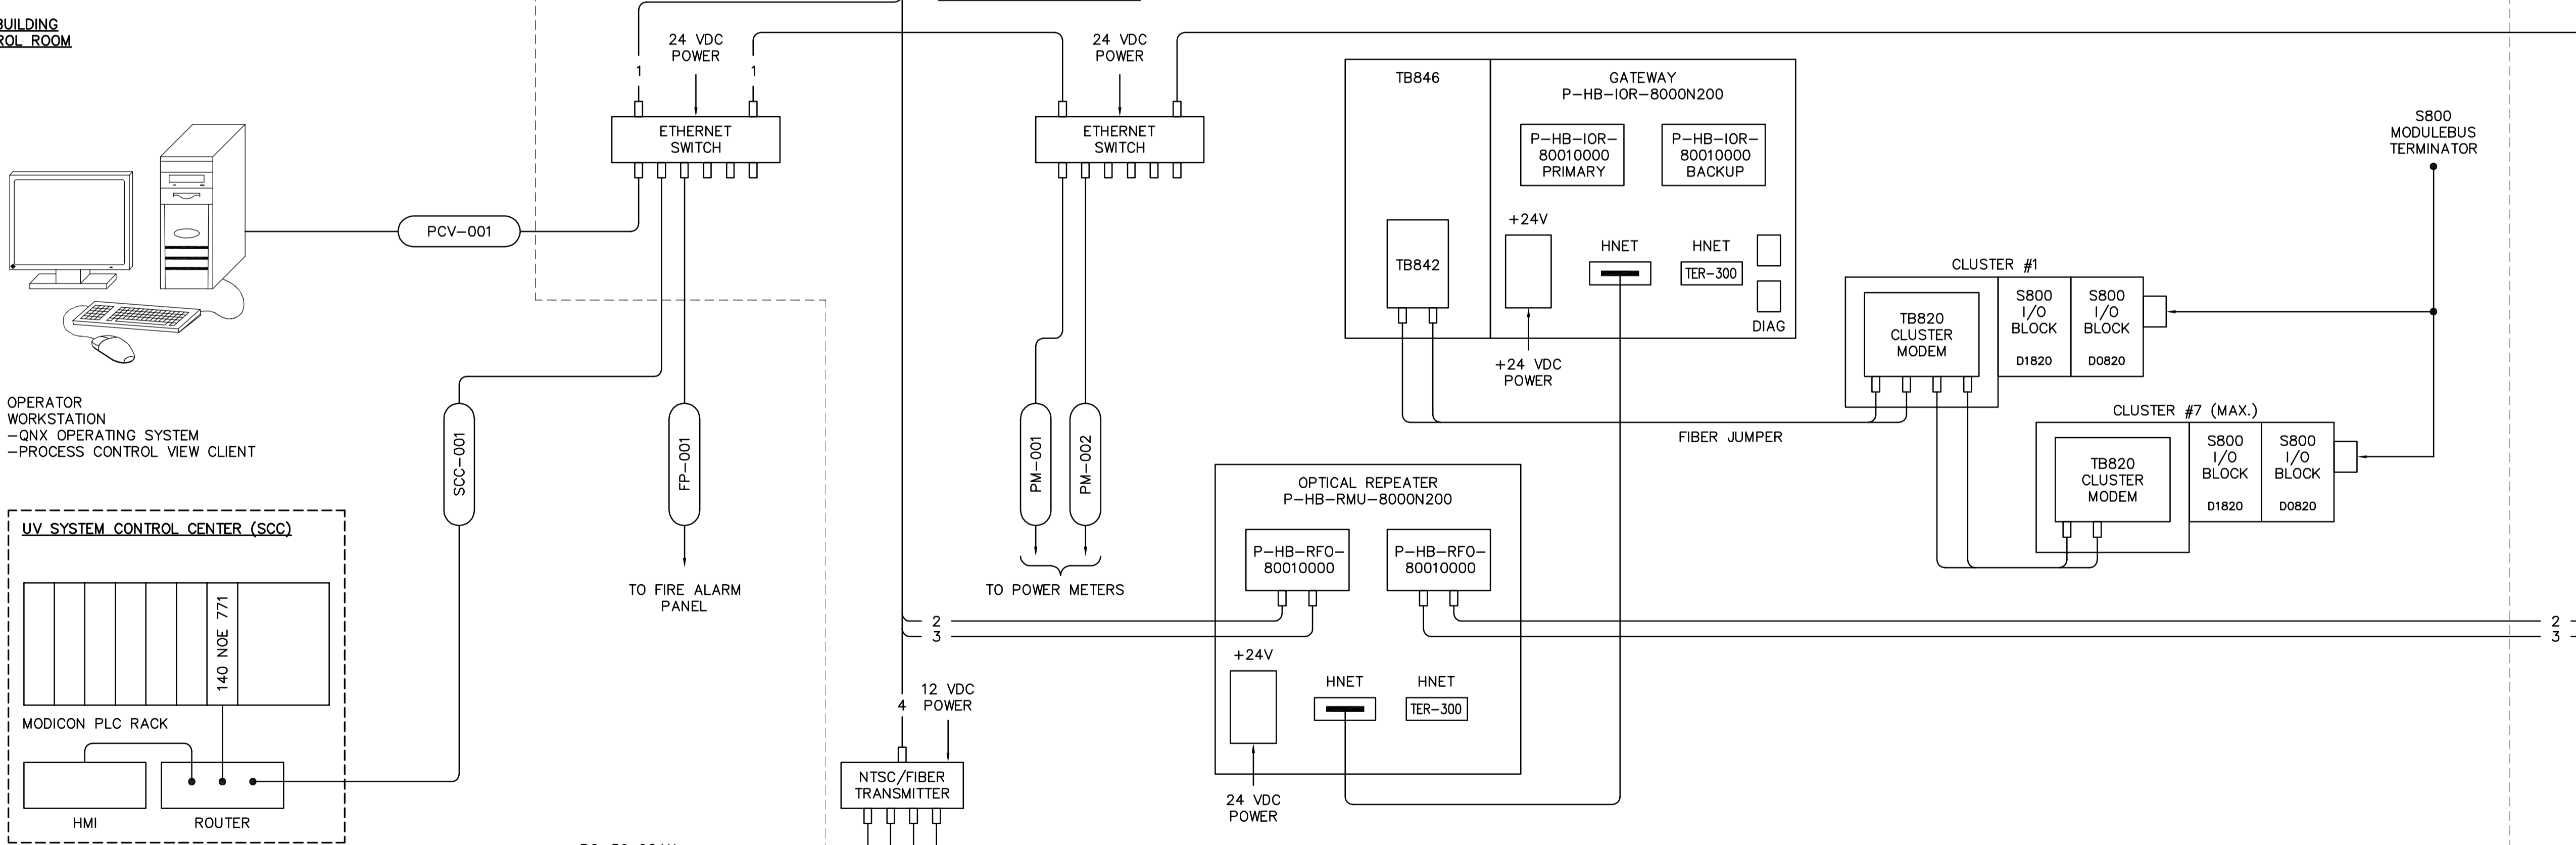 BUILDING
ROL ROOM
24 VDC
POWER
1
1
ETHERNET
SWITCH
PCV-001
OPERATOR
WORKSTATION
-QNX OPERATING SYSTEM
-PROCESS CONTROL VIEW CLIENT
SCC-001
FP-001
TO FIRE ALARM
PANEL
UV SYSTEM CONTROL CENTER (SCC)
140 NOE 771
MODICON PLC RACK
HMI
ROUTER
24 VDC
POWER
ETHERNET
SWITCH
PM-001
PM-002
TO POWER METERS
2
3
4
12 VDC
POWER
NTSC/FIBER
TRANSMITTER
TB846
GATEWAY
P-HB-IOR-8000N200
P-HB-IOR-
80010000
PRIMARY
P-HB-IOR-
80010000
BACKUP
+24V
HNET
HNET
TER-300
TB842
DIAG
+24 VDC
POWER
FIBER JUMPER
OPTICAL REPEATER
P-HB-RMU-8000N200
P-HB-RFO-
80010000
P-HB-RFO-
80010000
+24V
HNET
HNET
TER-300
24 VDC
POWER
S800
MODULEBUS
TERMINATOR
CLUSTER #1
TB820
CLUSTER
MODEM
S800
I/O
BLOCK
D1820
S800
I/O
BLOCK
D0820
CLUSTER #7 (MAX.)
TB820
CLUSTER
MODEM
S800
I/O
BLOCK
D1820
S800
I/O
BLOCK
D0820
2
3